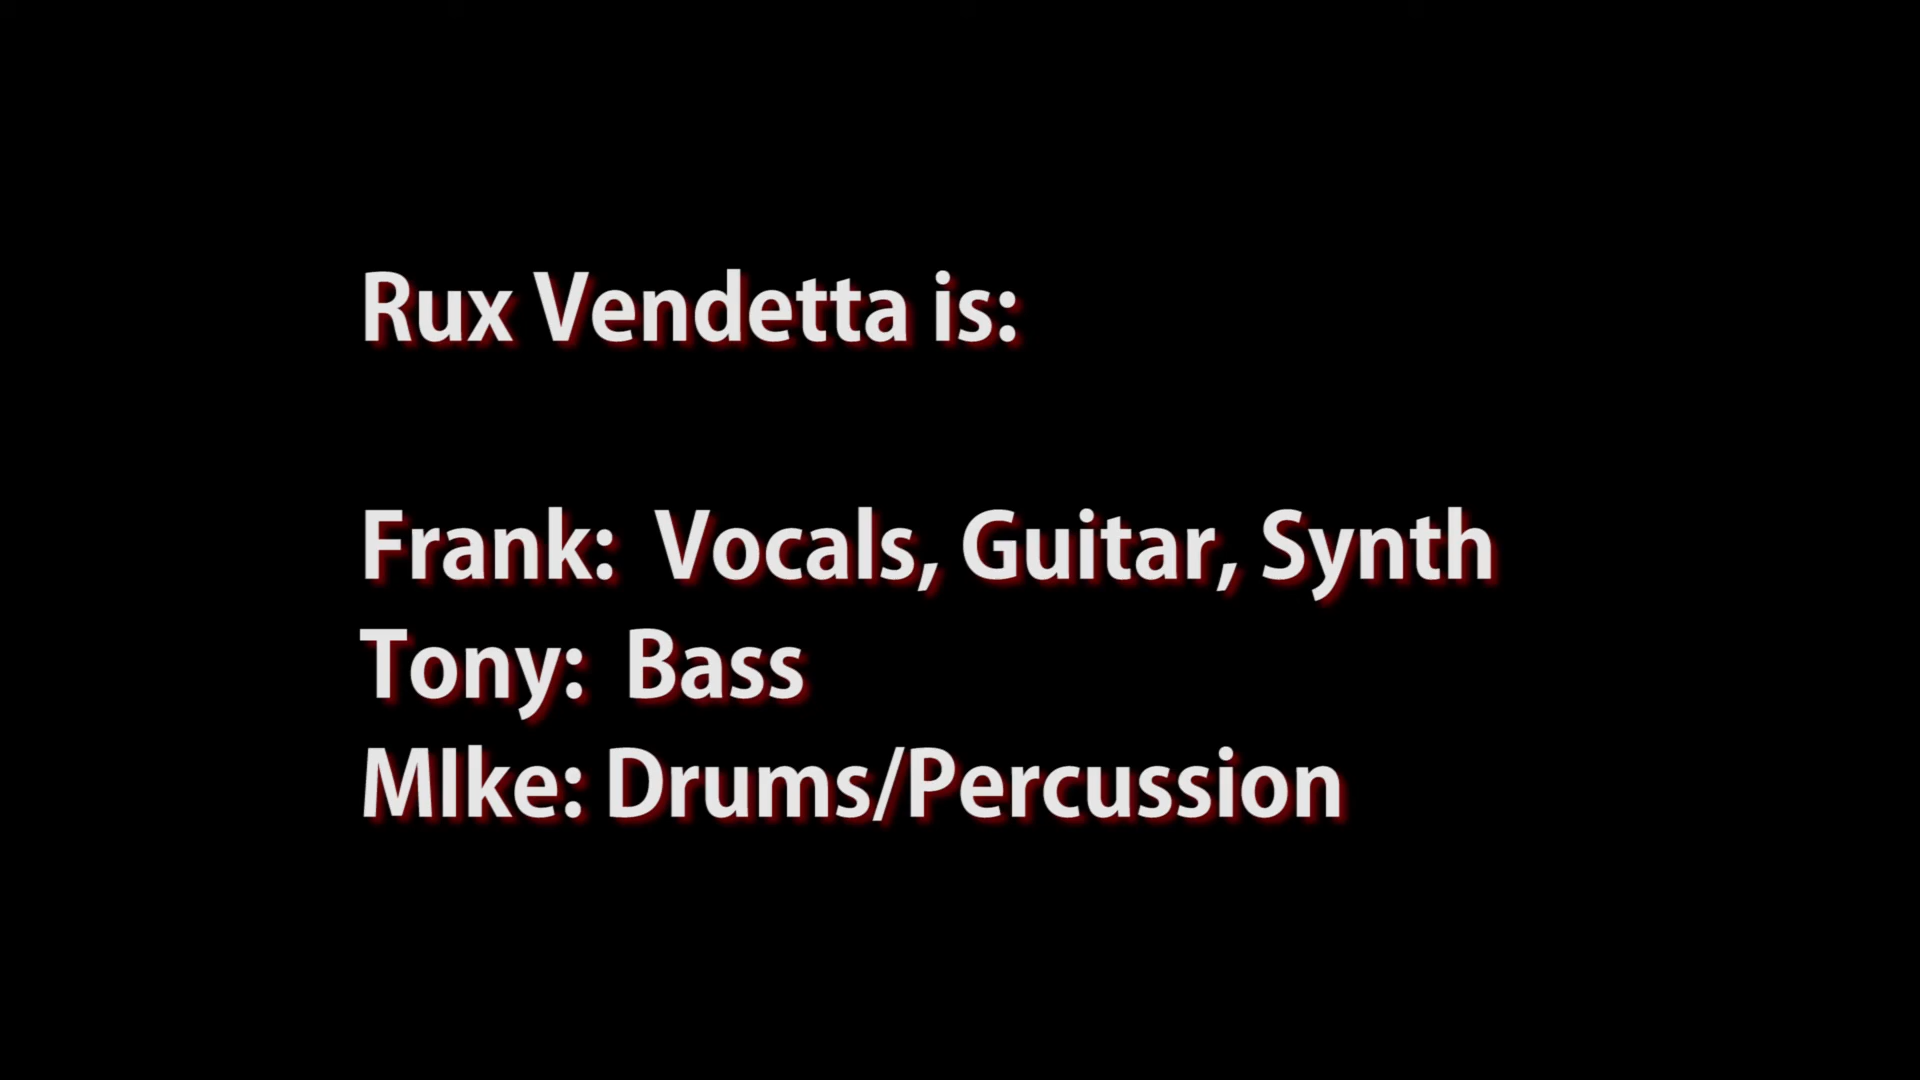 Rux Vendetta is:
Frank:  Vocals, Guitar, Synth
Tony:  Bass
MIke: Drums/Percussion